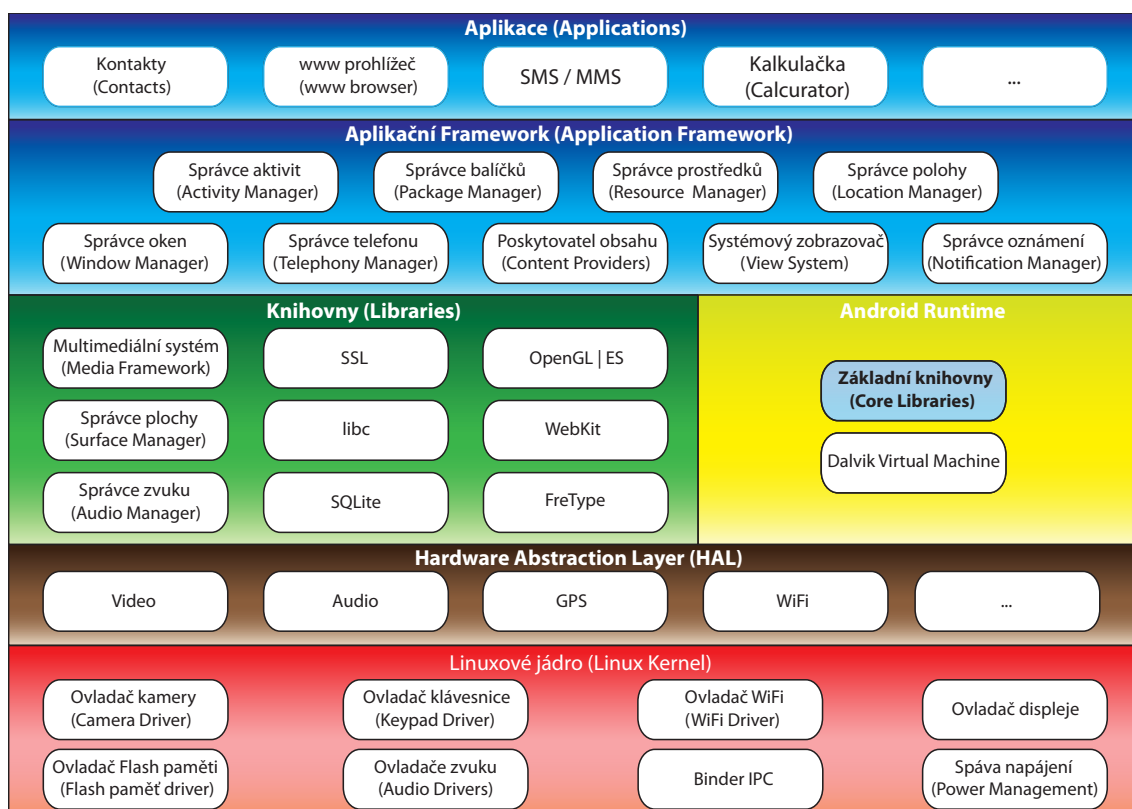 Aplikace (Applications)
Kontakty
(Contacts)
www prohlížeč
(www browser)
SMS / MMS
Kalkulačka
(Calcurator)
...
Aplikační Framework (Application Framework)
Správce aktivit
(Activity Manager)
Správce balíčků
(Package Manager)
Správce prostředků
(Resource Manager)
Správce polohy
(Location Manager)
Správce oken
(Window Manager)
Správce telefonu
(Telephony Manager)
Poskytovatel obsahu
(Content Providers)
Systémový zobrazovač
(View System)
Správce oznámení
(Notification Manager)
Knihovny (Libraries)
Multimediální systém
(Media Framework)
SSL
OpenGL | ES
Správce plochy
(Surface Manager)
libc
WebKit
Správce zvuku
(Audio Manager)
SQLite
FreType
Android Runtime
Základní knihovny
(Core Libraries)
Dalvik Virtual Machine
Hardware Abstraction Layer (HAL)
Video
Audio
GPS
WiFi
...
Linuxové jádro (Linux Kernel)
Ovladač kamery
(Camera Driver)
Ovladač klávesnice
(Keypad Driver)
Ovladač WiFi
(WiFi Driver)
Ovladač displeje
Ovladač Flash paměti
(Flash paměť driver)
Ovladače zvuku
(Audio Drivers)
Binder IPC
Spáva napájení
(Power Management)